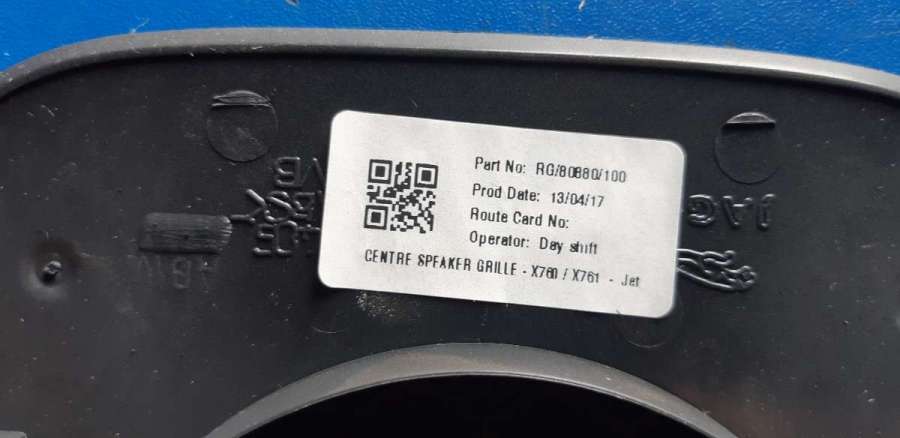 Part No: RG/80880/100
Prod Date: 13/04/17
Route Card No:
Operator: Day shift
CENTRE SPEAKER GRILLE - X760 / X761 - Jet
JAG